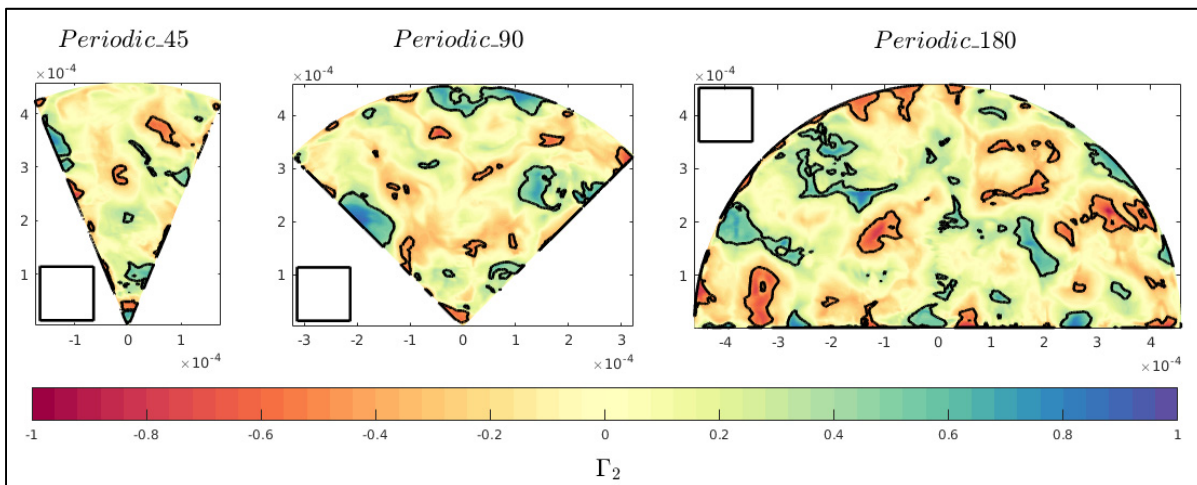 Periodic_45 Periodic_90 Periodic_180
×10⁻⁴ ×10⁻⁴ ×10⁻⁴
4 4 4
3 3 3
2 2 2
1 1 1
-1 0 1 -3 -2 -1 0 1 2 3 -4 -3 -2 -1 0 1 2 3 4
×10⁻⁴ ×10⁻⁴ ×10⁻⁴
-1 -0.8 -0.6 -0.4 -0.2 0 0.2 0.4 0.6 0.8 1
Γ₂